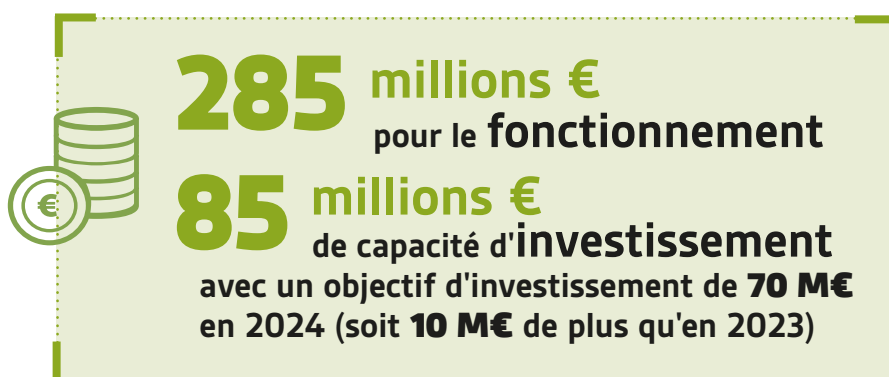 285 millions €
pour le fonctionnement
85 millions €
de capacité d'investissement
avec un objectif d'investissement de 70 M€
en 2024 (soit 10 M€ de plus qu'en 2023)
€